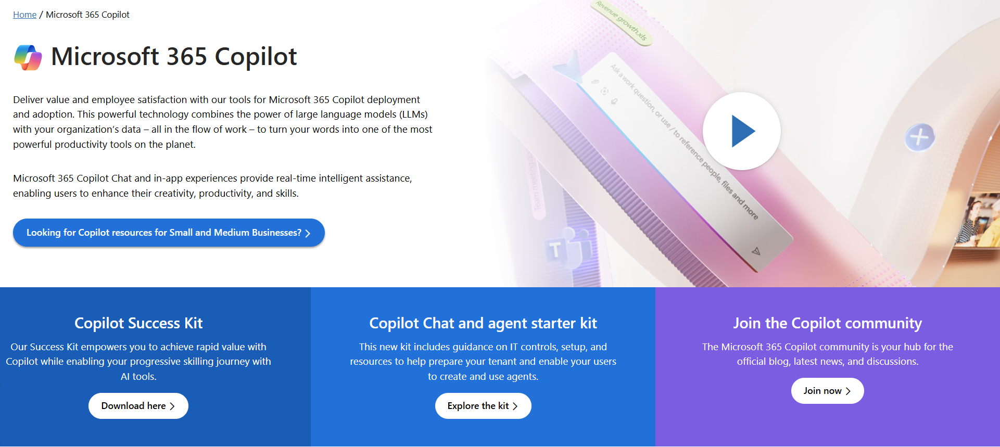 Home / Microsoft 365 Copilot
Microsoft 365 Copilot
Deliver value and employee satisfaction with our tools for Microsoft 365 Copilot deployment
and adoption. This powerful technology combines the power of large language models (LLMs)
with your organization's data – all in the flow of work – to turn your words into one of the most
powerful productivity tools on the planet.
Microsoft 365 Copilot Chat and in-app experiences provide real-time intelligent assistance,
enabling users to enhance their creativity, productivity, and skills.
Looking for Copilot resources for Small and Medium Businesses?
Revenue growth.xls
Ask a work question, or use / to reference people, files and more
Team meeting
T
Copilot Success Kit
Our Success Kit empowers you to achieve rapid value with
Copilot while enabling your progressive skilling journey with
AI tools.
Download here
Copilot Chat and agent starter kit
This new kit includes guidance on IT controls, setup, and
resources to help prepare your tenant and enable your users
to create and use agents.
Explore the kit
Join the Copilot community
The Microsoft 365 Copilot community is your hub for the
official blog, latest news, and discussions.
Join now